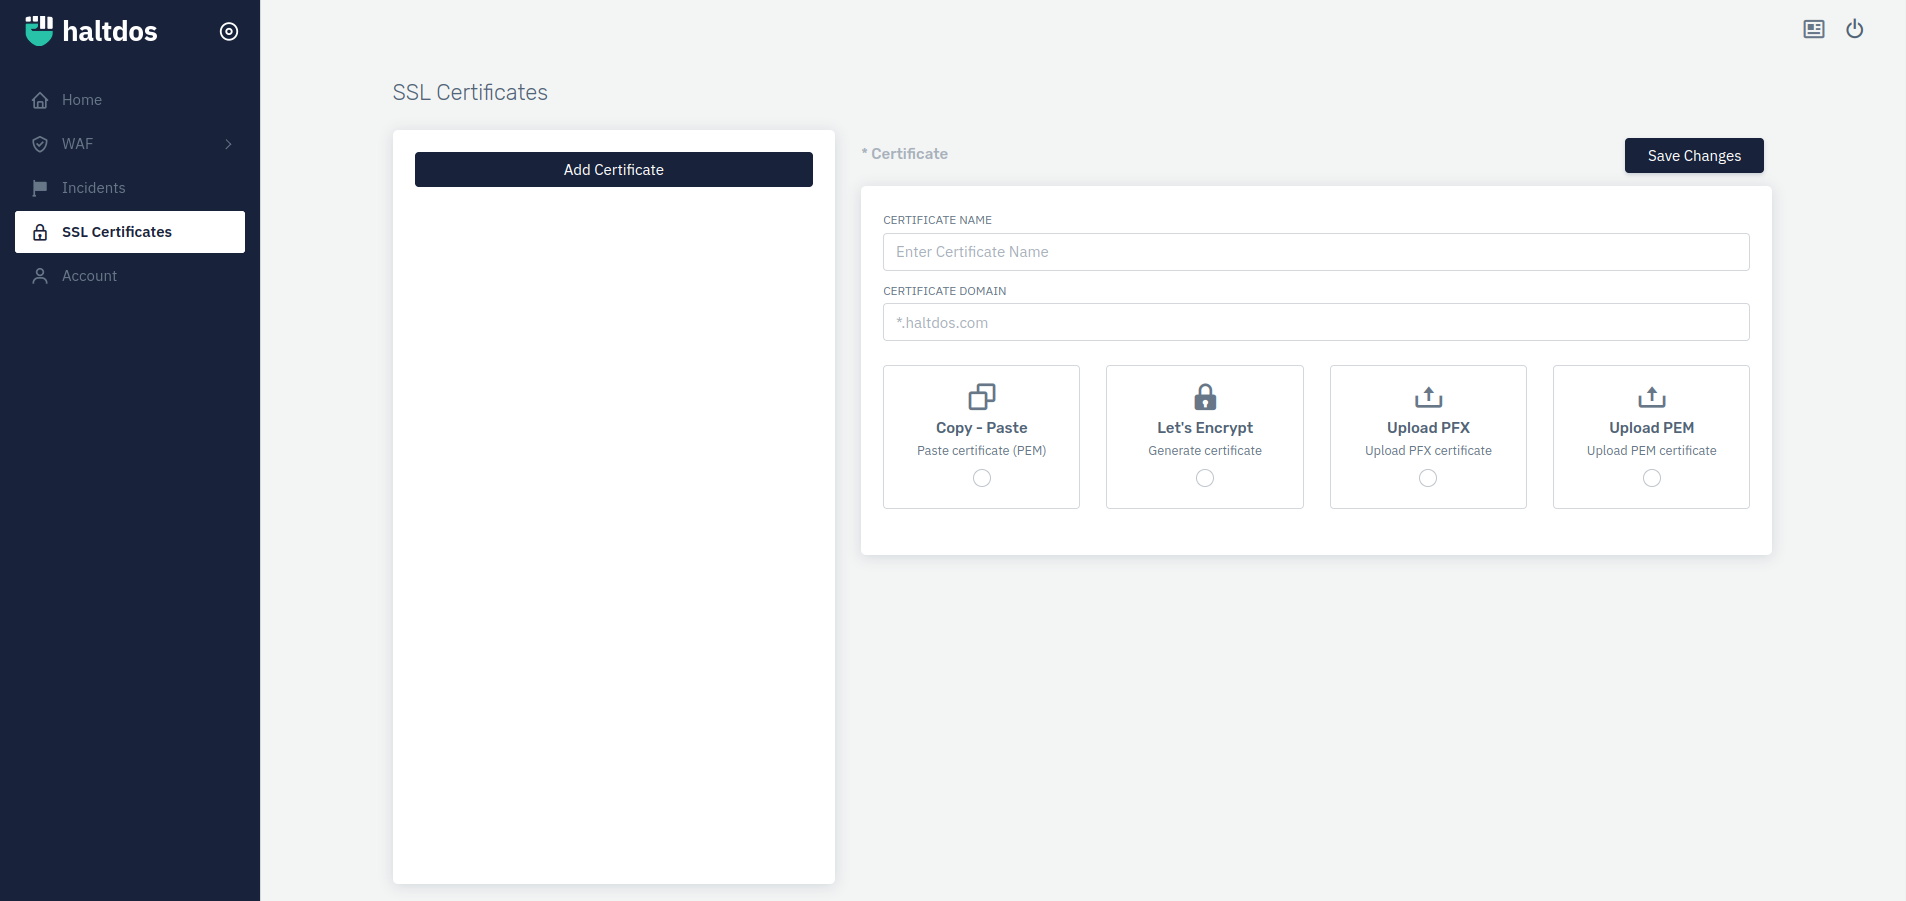 haltdos
Home
WAF
Incidents
SSL Certificates
Account
SSL Certificates
Add Certificate
* Certificate
Save Changes
CERTIFICATE NAME
Enter Certificate Name
CERTIFICATE DOMAIN
*.haltdos.com
Copy - Paste
Paste certificate (PEM)
Let's Encrypt
Generate certificate
Upload PFX
Upload PFX certificate
Upload PEM
Upload PEM certificate